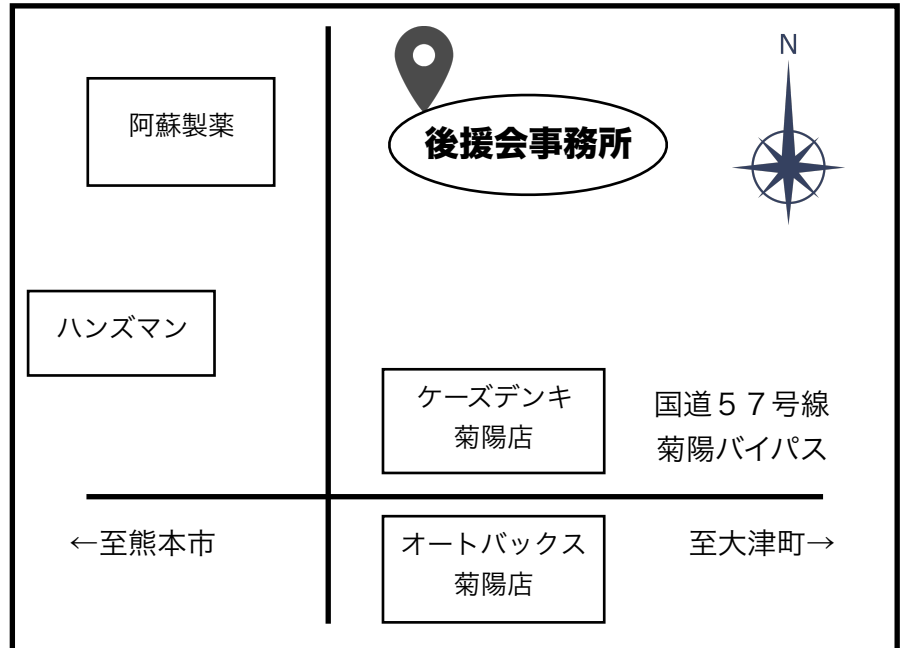 N
阿蘇製薬
後援会事務所
ハンズマン
ケーズデンキ
菊陽店
国道５７号線
菊陽バイパス
←至熊本市
オートバックス
菊陽店
至大津町→